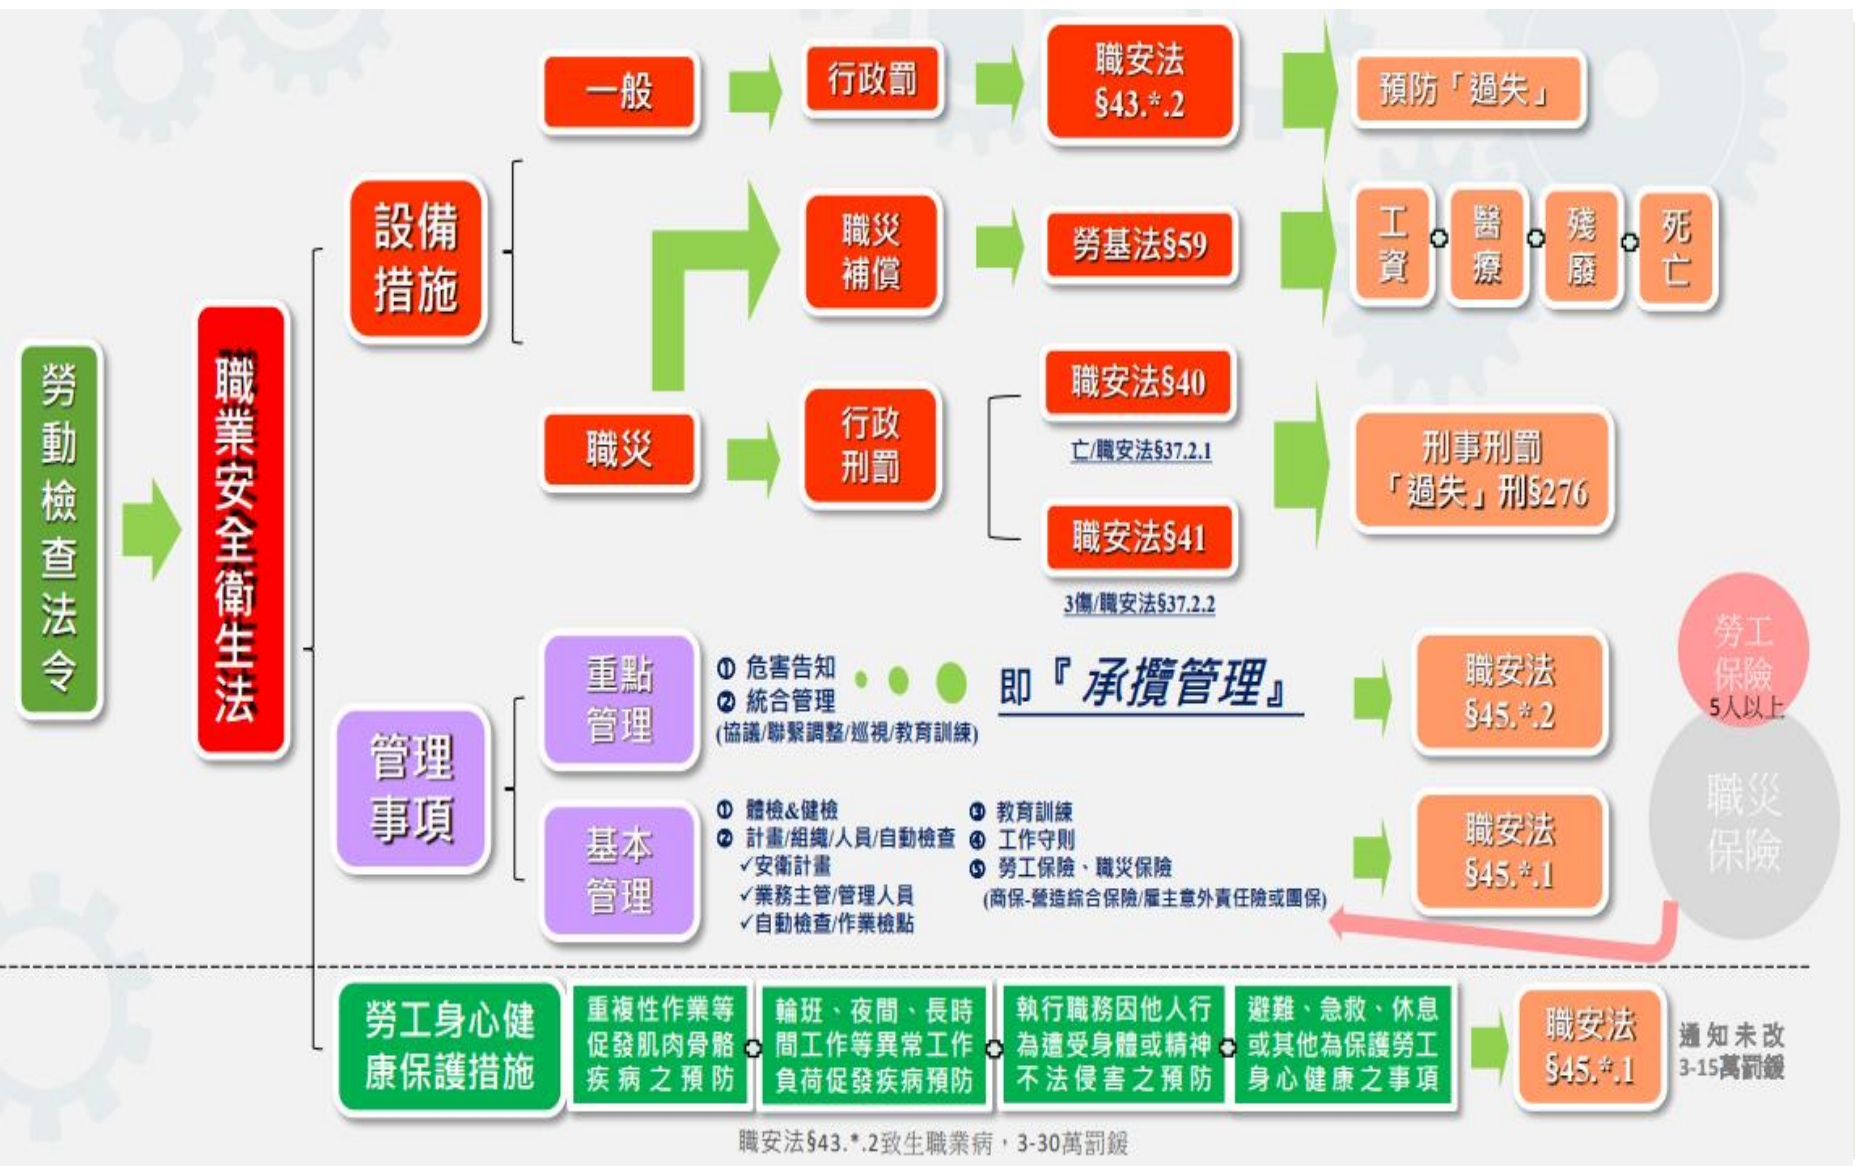 勞動檢查法令
職業安全衛生法
設備
措施
一般
行政罰
職安法
§43.*.2
預防「過失」
職災
補償
勞基法§59
工資
醫療
殘廢
死亡
職災
行政
刑罰
職安法§40
亡/職安法§37.2.1
職安法§41
3傷/職安法§37.2.2
刑事刑罰
「過失」刑§276
管理
事項
重點
管理
❶ 危害告知
❷ 統合管理
(協議/聯繫調整/巡視/教育訓練)
即『承攬管理』
職安法
§45.*.2
基本
管理
❶ 體檢&健檢
❷ 計畫/組織/人員/自動檢查
✓安衛計畫
✓業務主管/管理人員
✓自動檢查/作業檢點
❸ 教育訓練
❹ 工作守則
❺ 勞工保險、職災保險
(商保-營造綜合保險/雇主意外責任險或團保)
職安法
§45.*.1
勞工
保險
5人以上
職災
保險
勞工身心健
康保護措施
重複性作業等
促發肌肉骨骼
疾病之預防
輪班、夜間、長時
間工作等異常工作
負荷促發疾病預防
執行職務因他人行
為遭受身體或精神
不法侵害之預防
避難、急救、休息
或其他為保護勞工
身心健康之事項
職安法
§45.*.1
通知未改
3-15萬罰鍰
職安法§43.*.2致生職業病，3-30萬罰鍰